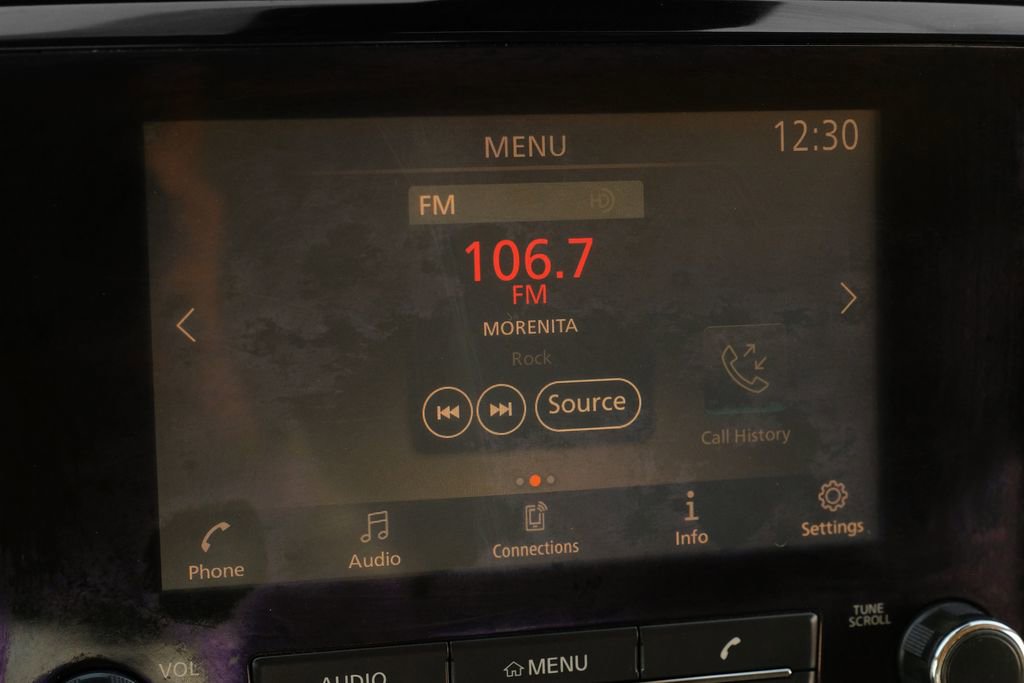 MENU
12:30
FM HD
106.7
FM
MORENITA
Rock
Source
Call History
Phone
Audio
Connections
Info
Settings
TUNE
SCROLL
VOL
AUDIO
MENU